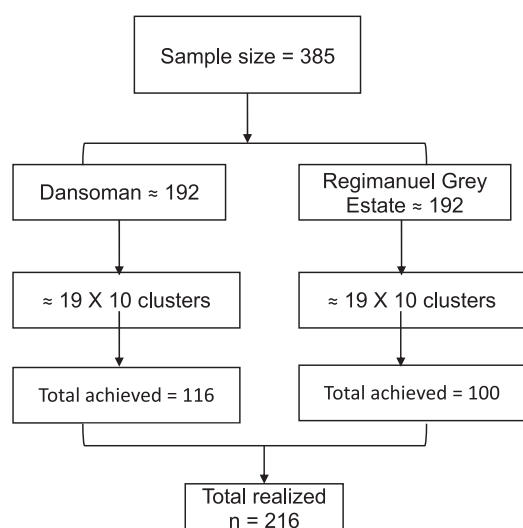 Sample size = 385
Dansoman ≈ 192
Regimanuel Grey
Estate ≈ 192
≈ 19 X 10 clusters
≈ 19 X 10 clusters
Total achieved = 116
Total achieved = 100
Total realized
n = 216